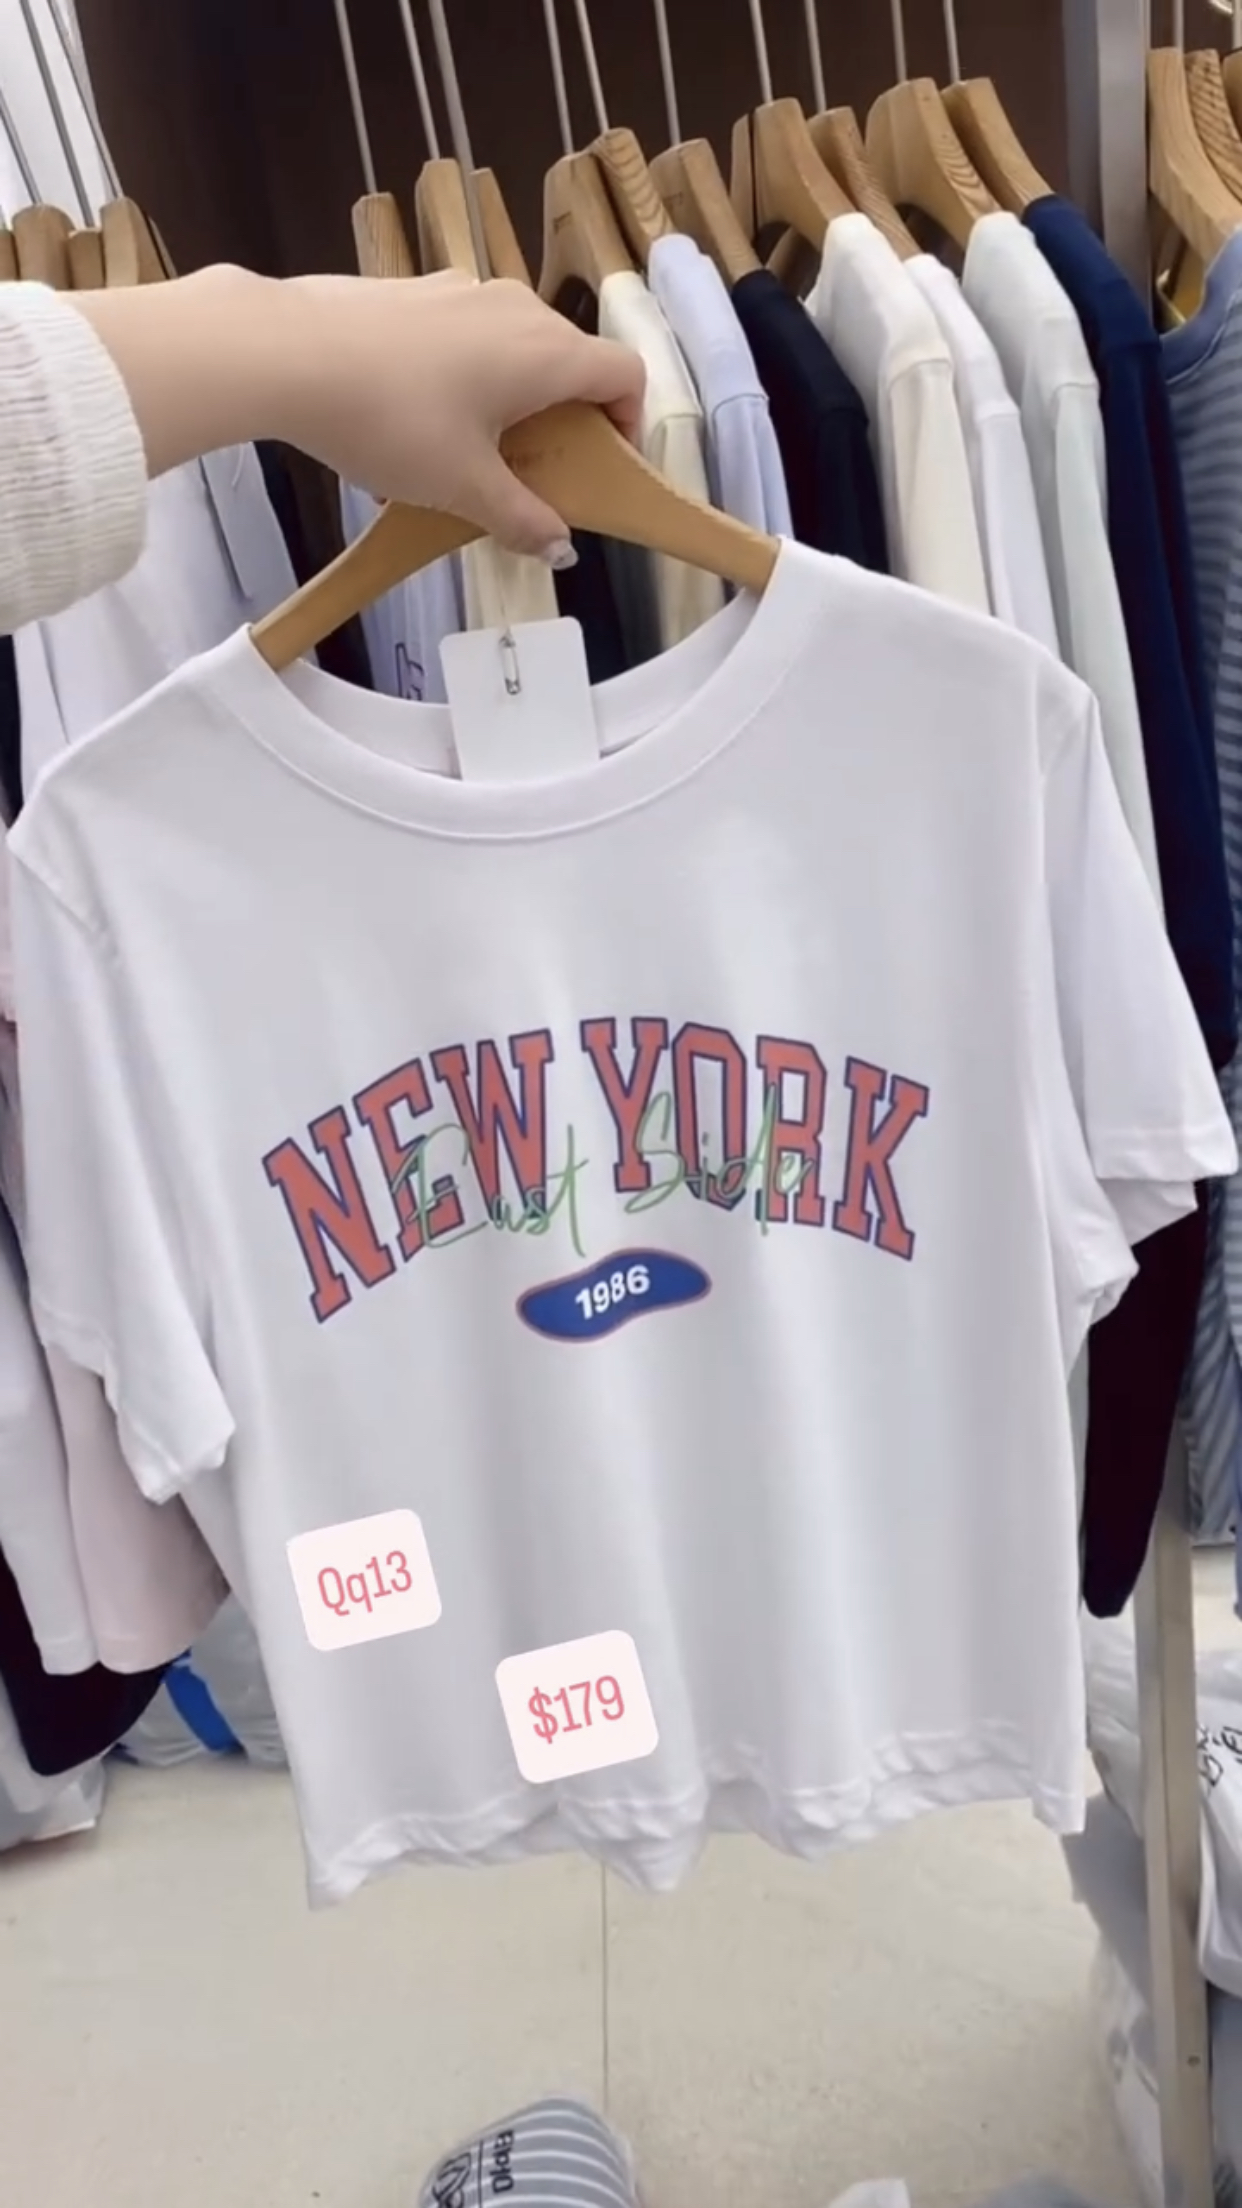 NEW YORK
East Side
1986
Qq13
$179